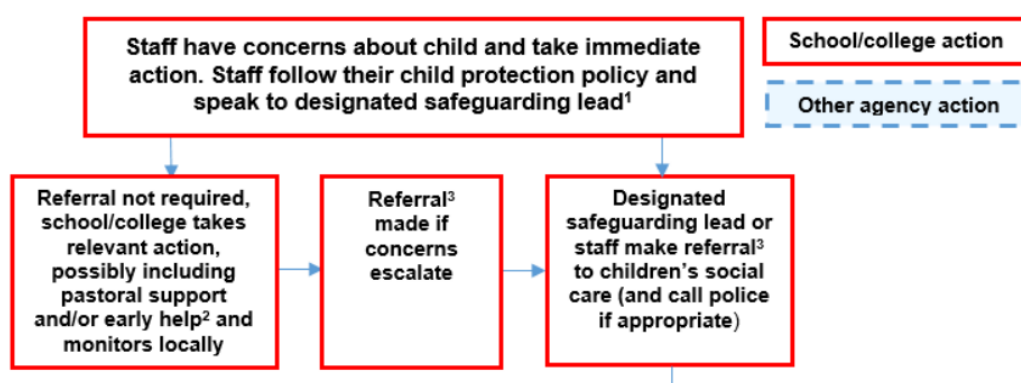 Staff have concerns about child and take immediate
action. Staff follow their child protection policy and
speak to designated safeguarding lead¹
School/college action
Other agency action
Referral not required,
school/college takes
relevant action,
possibly including
pastoral support
and/or early help² and
monitors locally
Referral³
made if
concerns
escalate
Designated
safeguarding lead or
staff make referral³
to children's social
care (and call police
if appropriate)